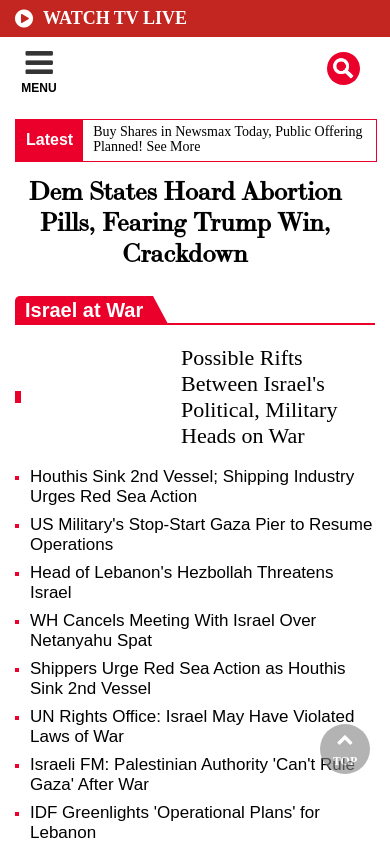 WATCH TV LIVE
MENU
Latest
Buy Shares in Newsmax Today, Public Offering
Planned! See More
Dem States Hoard Abortion
Pills, Fearing Trump Win,
Crackdown
Israel at War
Possible Rifts
Between Israel's
Political, Military
Heads on War
Houthis Sink 2nd Vessel; Shipping Industry
Urges Red Sea Action
US Military's Stop-Start Gaza Pier to Resume
Operations
Head of Lebanon's Hezbollah Threatens
Israel
WH Cancels Meeting With Israel Over
Netanyahu Spat
Shippers Urge Red Sea Action as Houthis
Sink 2nd Vessel
UN Rights Office: Israel May Have Violated
Laws of War
Israeli FM: Palestinian Authority 'Can't Rule
Gaza' After War
TOP
IDF Greenlights 'Operational Plans' for
Lebanon